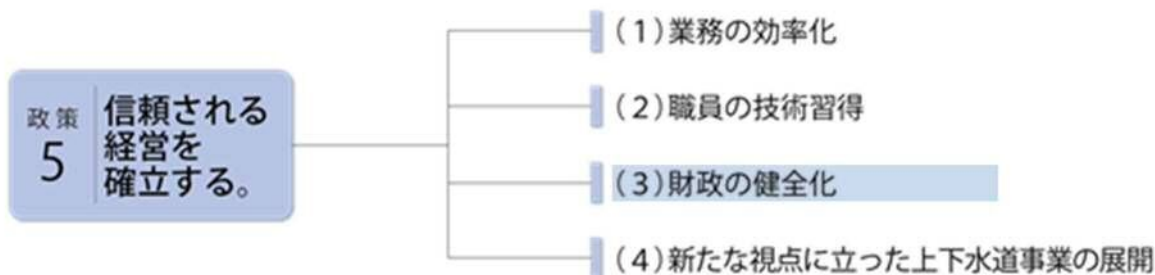 政策
5
信頼される
経営を
確立する。
(1)業務の効率化
(2)職員の技術習得
(3)財政の健全化
(4)新たな視点に立った上下水道事業の展開